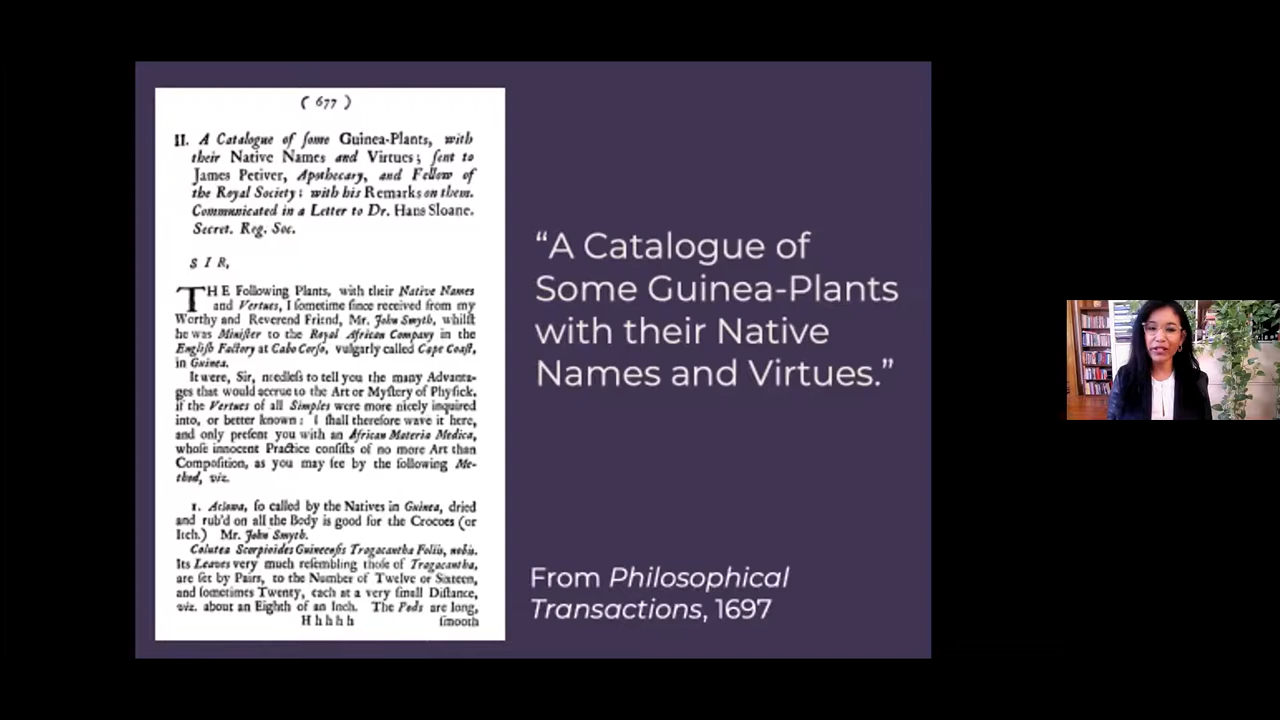 ( 677 )
II. A Catalogue of ſome Guinea-Plants, with
their Native Names and Virtues; ſent to
James Petiver, Apothecary, and Fellow of
the Royal Society; with his Remarks on them.
Communicated in a Letter to Dr. Hans Sloane.
Secret. Reg. Soc.
S I R,
THE Following Plants, with their Native Names
and Vertues, I ſometime ſince received from my
Worthy and Reverend Friend, Mr. John Smyth, whilſt
he was Miniſter to the Royal African Company in the
Engliſh Factory at Cabo Corſo, vulgarly called Cape Coaſt,
in Guinea.
It were, Sir, needleſs to tell you the many Advanta-
ges that would accrue to the Art or Myſtery of Phyſick,
if the Vertues of all Simples were more nicely inquired
into, or better known: I ſhall therefore wave it here,
and only preſent you with an African Materia Medica,
whoſe innocent Practice conſiſts of no more Art than
Compoſition, as you may ſee by the following Me-
thod, viz.
1. Aclowa, ſo called by the Natives in Guinea, dried
and rub'd on all the Body is good for the Crocoes (or
Itch.) Mr. John Smyth.
Colutea Scorpioides Guineenſis Tragacantha Foliis, nobis.
Its Leaves very much reſembling thoſe of Tragacantha,
are ſet by Pairs, to the Number of Twelve or Sixteen,
and ſometimes Twenty, each at a very ſmall Diſtance,
viz. about an Eighth of an Inch. The Pods are long,
H h h h h ſmooth
“A Catalogue of
Some Guinea-Plants
with their Native
Names and Virtues.”
From Philosophical
Transactions, 1697